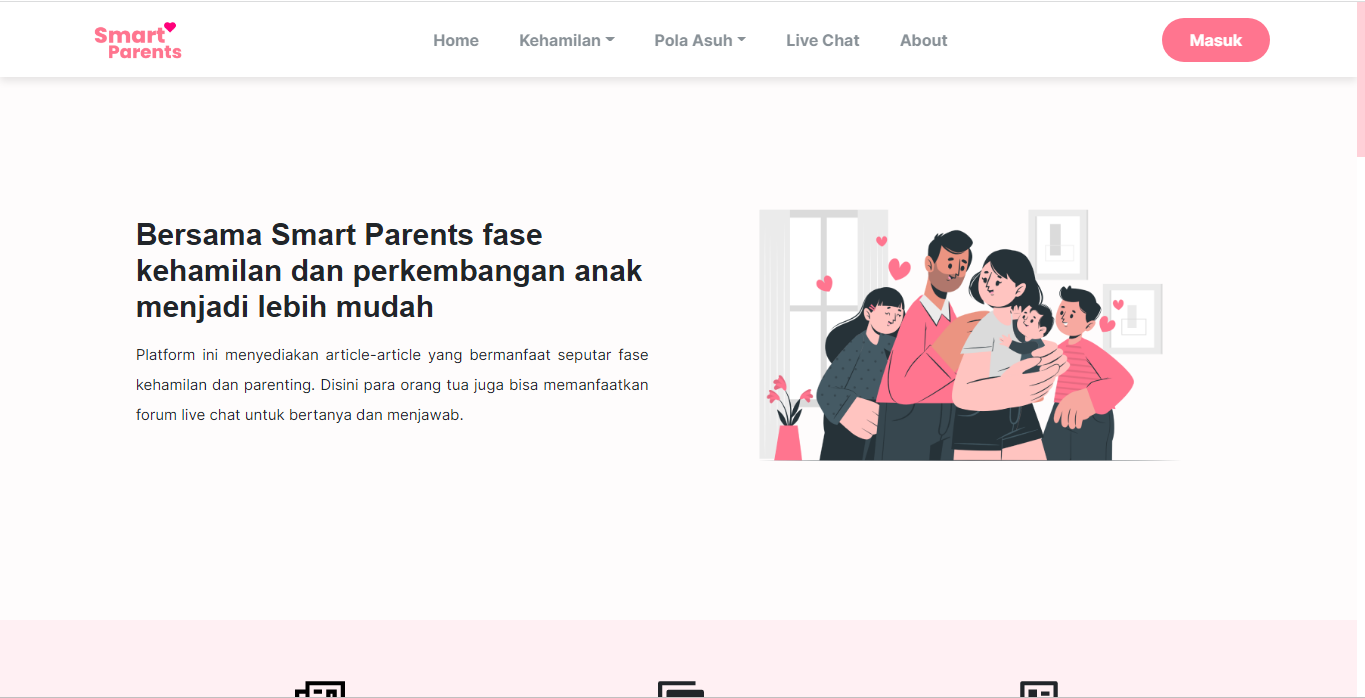 Smart
Parents
Home Kehamilan Pola Asuh Live Chat About Masuk
Bersama Smart Parents fase
kehamilan dan perkembangan anak
menjadi lebih mudah
Platform ini menyediakan article-article yang bermanfaat seputar fase
kehamilan dan parenting. Disini para orang tua juga bisa memanfaatkan
forum live chat untuk bertanya dan menjawab.